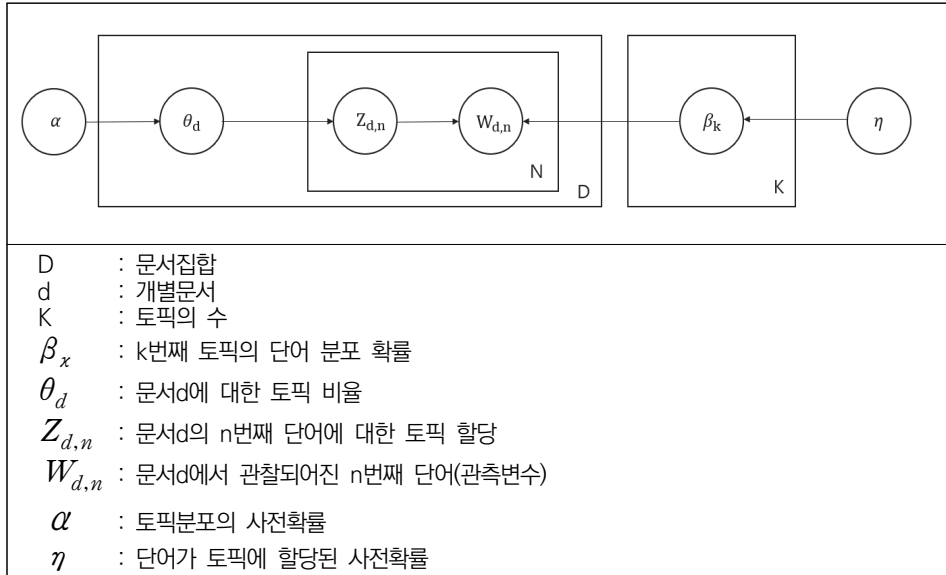 α
θd
Zd,n
Wd,n
βk
η
N
D
K
D : 문서집합
d : 개별문서
K : 토픽의 수
βx : k번째 토픽의 단어 분포 확률
θd : 문서d에 대한 토픽 비율
Zd,n : 문서d의 n번째 단어에 대한 토픽 할당
Wd,n : 문서d에서 관찰되어진 n번째 단어(관측변수)
α : 토픽분포의 사전확률
η : 단어가 토픽에 할당된 사전확률